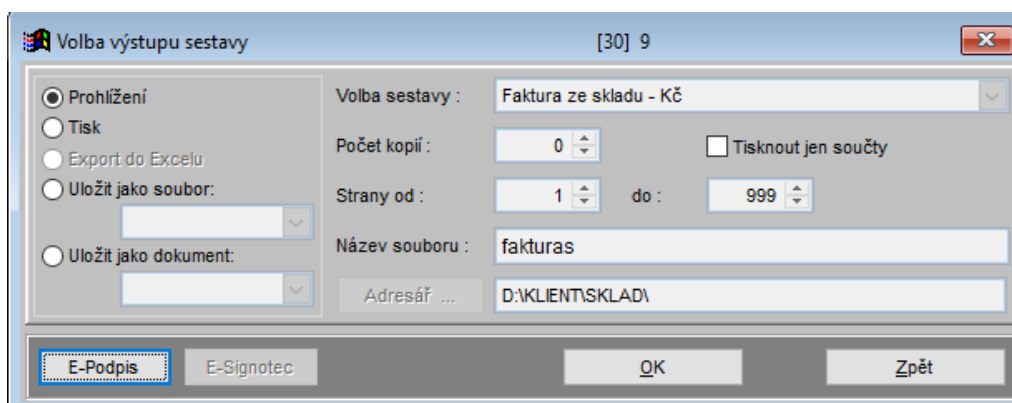 Volba výstupu sestavy [30] 9
Prohlížení
Tisk
Export do Excelu
Uložit jako soubor:
Uložit jako dokument:
Volba sestavy : Faktura ze skladu - Kč
Počet kopií : 0 Tisknout jen součty
Strany od : 1 do : 999
Název souboru : fakturas
Adresář ... D:\KLIENT\SKLAD\
E-Podpis E-Signotec OK Zpět